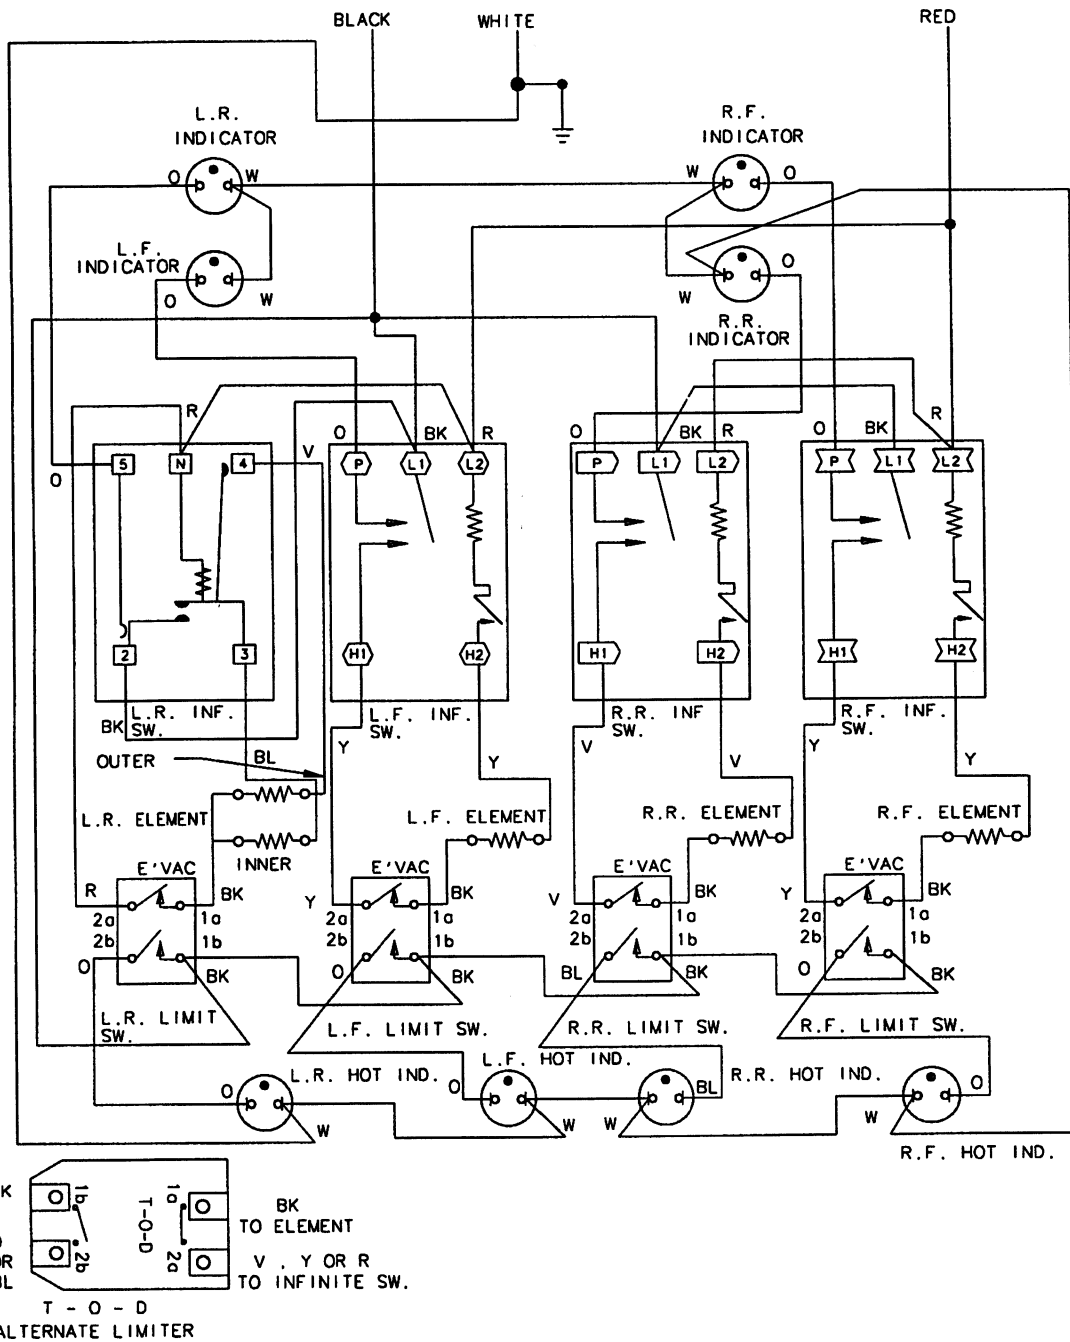 BLACK
WHITE
RED
L.R.
INDICATOR
R.F.
INDICATOR
O
W
W
O
L.F.
INDICATOR
O
W
O
W
R.R.
INDICATOR
R
O
BK
R
O
BK
R
O
BK
R
V
O
5
N
4
P
L1
L2
P
L1
L2
P
L1
L2
2
3
H1
H2
H1
H2
H1
H2
BK
L.R. INF.
SW.
L.F. INF.
SW.
R.R. INF
SW.
R.F. INF.
SW.
OUTER
BL
Y
Y
V
V
Y
Y
L.R. ELEMENT
L.F. ELEMENT
R.R. ELEMENT
R.F. ELEMENT
INNER
E'VAC
E'VAC
E'VAC
E'VAC
R
BK
Y
BK
V
BK
Y
BK
2a
1a
2a
1a
2a
1a
2a
1a
2b
1b
2b
1b
2b
1b
2b
1b
O
BK
O
BK
BL
BK
O
BK
L.R. LIMIT
SW.
L.F. LIMIT SW.
R.R. LIMIT SW.
R.F. LIMIT SW.
L.R. HOT IND.
L.F. HOT IND.
R.R. HOT IND.
O
O
BL
O
W
W
W
W
R.F. HOT IND.
K
1b
T-O-D
1a
BK
TO ELEMENT
O
OR
BL
2b
2a
V , Y OR R
TO INFINITE SW.
T - O - D
ALTERNATE LIMITER